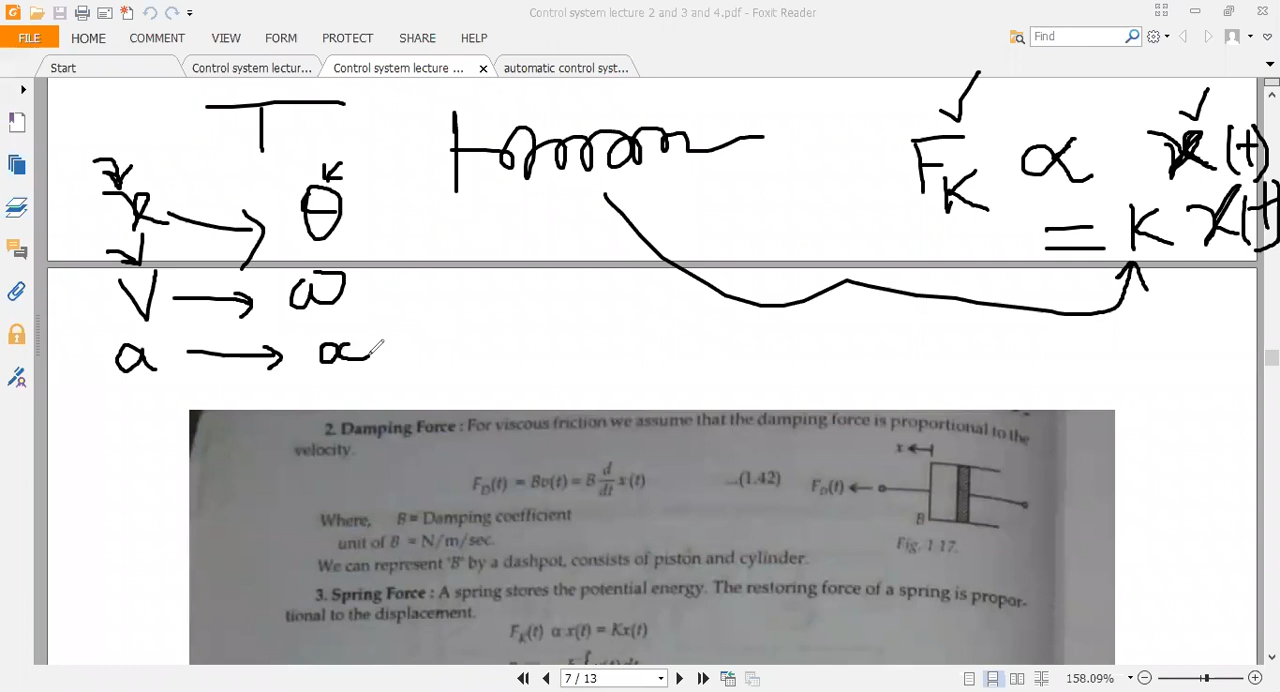 Control system lecture 2 and 3 and 4.pdf - Foxit Reader
FILE HOME COMMENT VIEW FORM PROTECT SHARE HELP Find
Start Control system lectur... Control system lecture ... automatic control syst...
T
x → θ
V → ω
a → α
F_K α x(t)
= K x(t)
2. Damping Force : For viscous friction we assume that the damping force is proportional to the
velocity.
F_D(t) = Bv(t) = B d/dt x(t) ...(1.42)
x
F_D(t)
B
Fig. 1.17.
Where, B = Damping coefficient
unit of B = N/m/sec.
We can represent 'B' by a dashpot, consists of piston and cylinder.
3. Spring Force : A spring stores the potential energy. The restoring force of a spring is propor-
tional to the displacement.
F_K(t) α x(t) = Kx(t)
7 / 13 158.09%